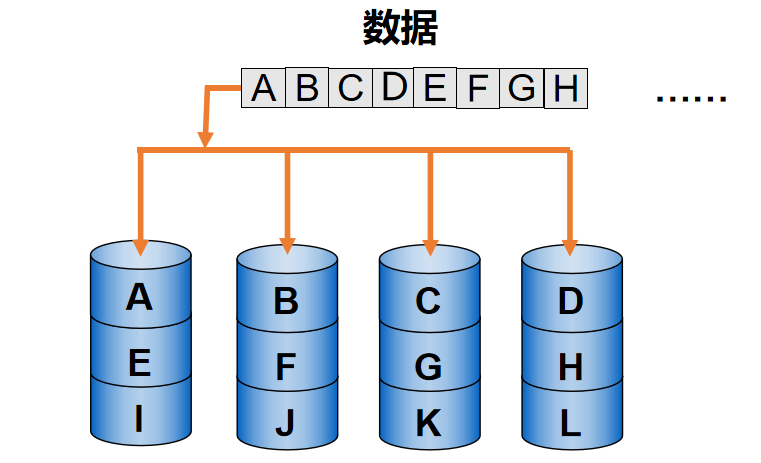 数据
A B C D E F G H ......
A B C D
E F G H
I J K L